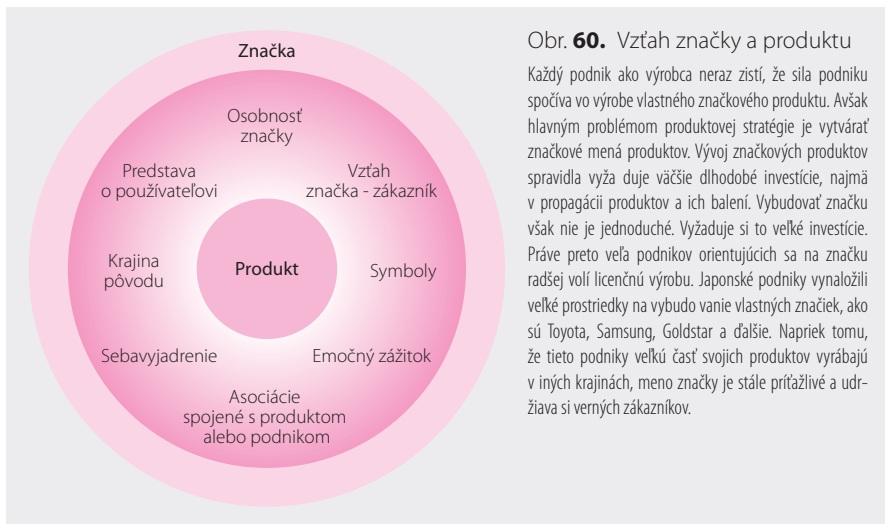 Značka
Osobnosť
značky
Predstava
o používateľovi
Vzťah
značka - zákazník
Krajina
pôvodu
Produkt
Symboly
Sebavyjadrenie
Emočný zážitok
Asociácie
spojené s produktom
alebo podnikom
Obr. 60. Vzťah značky a produktu
Každý podnik ako výrobca neraz zistí, že sila podniku
spočíva vo výrobe vlastného značkového produktu. Avšak
hlavným problémom produktovej stratégie je vytvárať
značkové mená produktov. Vývoj značkových produktov
spravidla vyža duje väčšie dlhodobé investície, najmä
v propagácii produktov a ich balení. Vybudovať značku
však nie je jednoduché. Vyžaduje si to veľké investície.
Práve preto veľa podnikov orientujúcich sa na značku
radšej volí licenčnú výrobu. Japonské podniky vynaložili
veľké prostriedky na vybudo vanie vlastných značiek, ako
sú Toyota, Samsung, Goldstar a ďalšie. Napriek tomu,
že tieto podniky veľkú časť svojich produktov vyrábajú
v iných krajinách, meno značky je stále príťažlivé a udr-
žiava si verných zákazníkov.